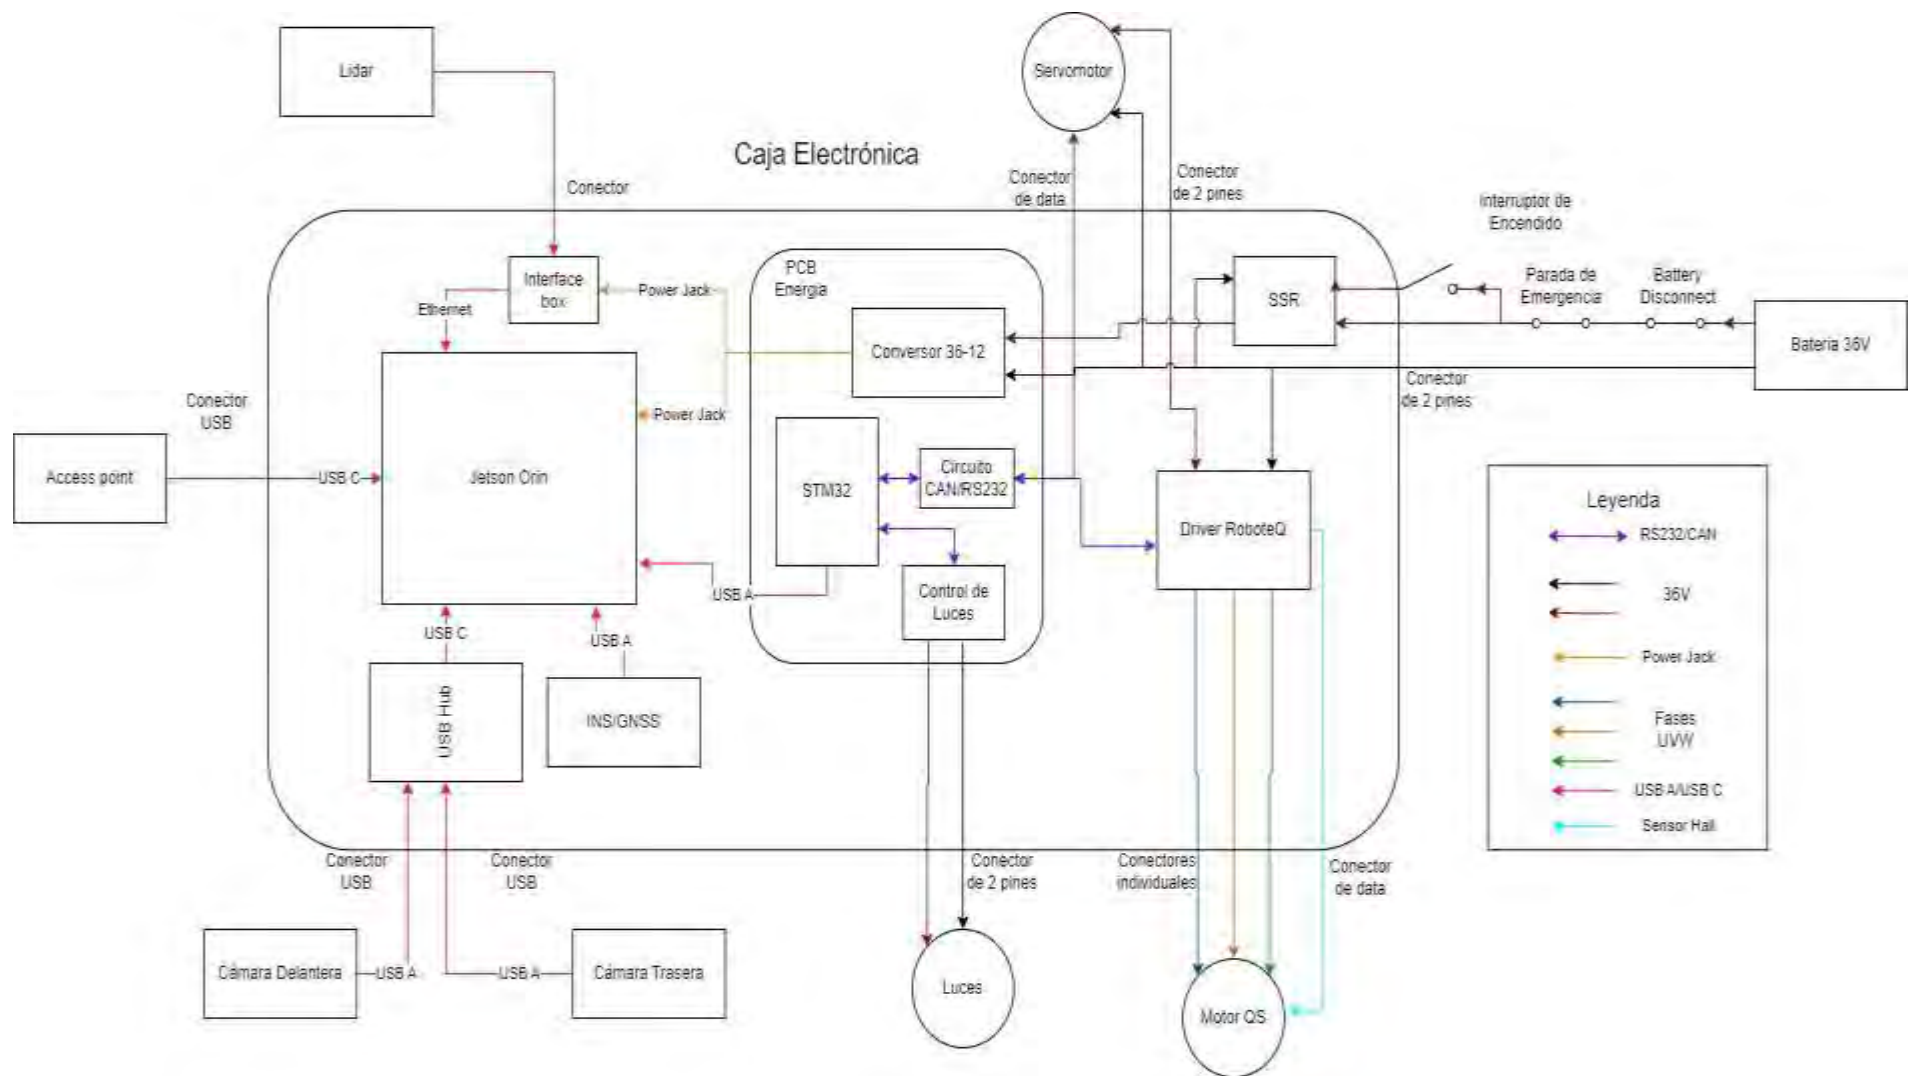 Lidar
Servomotor
Caja Electrónica
Conector
Conector
de data
Conector
de 2 pines
Interruptor de
Encendido
PCB
Energia
Interface
box
Power Jack
Ethernet
SSR
Parada de
Emergencia
Battery
Disconnect
Conversor 36-12
Bateria 36V
Conector
USB
Power Jack
Conector
de 2 pines
Access point
USB C
Jetson Orin
STM32
Circuito
CAN/RS232
Driver RoboteQ
Leyenda
RS232/CAN
36V
Power Jack
Fases
UVW
USB A/USB C
Sensor Hall
USB A
Control de
Luces
USB C
USB A
USB Hub
INS/GNSS
Conector
USB
Conector
USB
Conector
de 2 pines
Conectores
individuales
Conector
de data
Cámara Delantera
USB A
USB A
Cámara Trasera
Luces
Motor QS